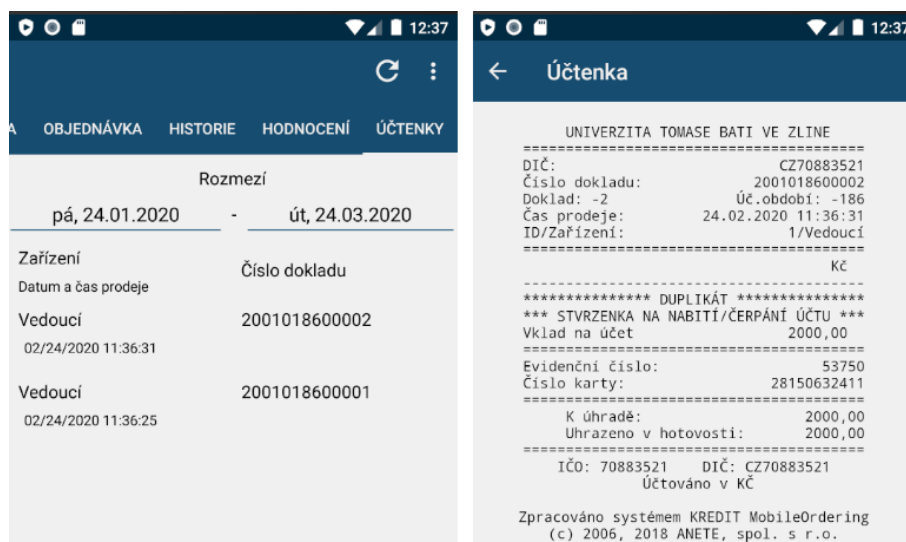 12:37
A OBJEDNÁVKA HISTORIE HODNOCENÍ ÚČTENKY
Rozmezí
pá, 24.01.2020 - út, 24.03.2020
Zařízení
Číslo dokladu
Datum a čas prodeje
Vedoucí 2001018600002
02/24/2020 11:36:31
Vedoucí 2001018600001
02/24/2020 11:36:25
12:37
Účtenka
UNIVERZITA TOMASE BATI VE ZLINE
========================================
DIČ: CZ70883521
Číslo dokladu: 2001018600002
Doklad: -2 Úč.období: -186
Čas prodeje: 24.02.2020 11:36:31
ID/Zařízení: 1/Vedoucí
========================================
Kč
----------------------------------------
*************** DUPLIKÁT ***************
*** STVRZENKA NA NABITÍ/ČERPÁNÍ ÚČTU ***
Vklad na účet 2000,00
========================================
Evidenční číslo: 53750
Číslo karty: 28150632411
========================================
K úhradě: 2000,00
Uhrazeno v hotovosti: 2000,00
========================================
IČO: 70883521 DIČ: CZ70883521
Účtováno v KČ
Zpracováno systémem KREDIT MobileOrdering
(c) 2006, 2018 ANETE, spol. s r.o.